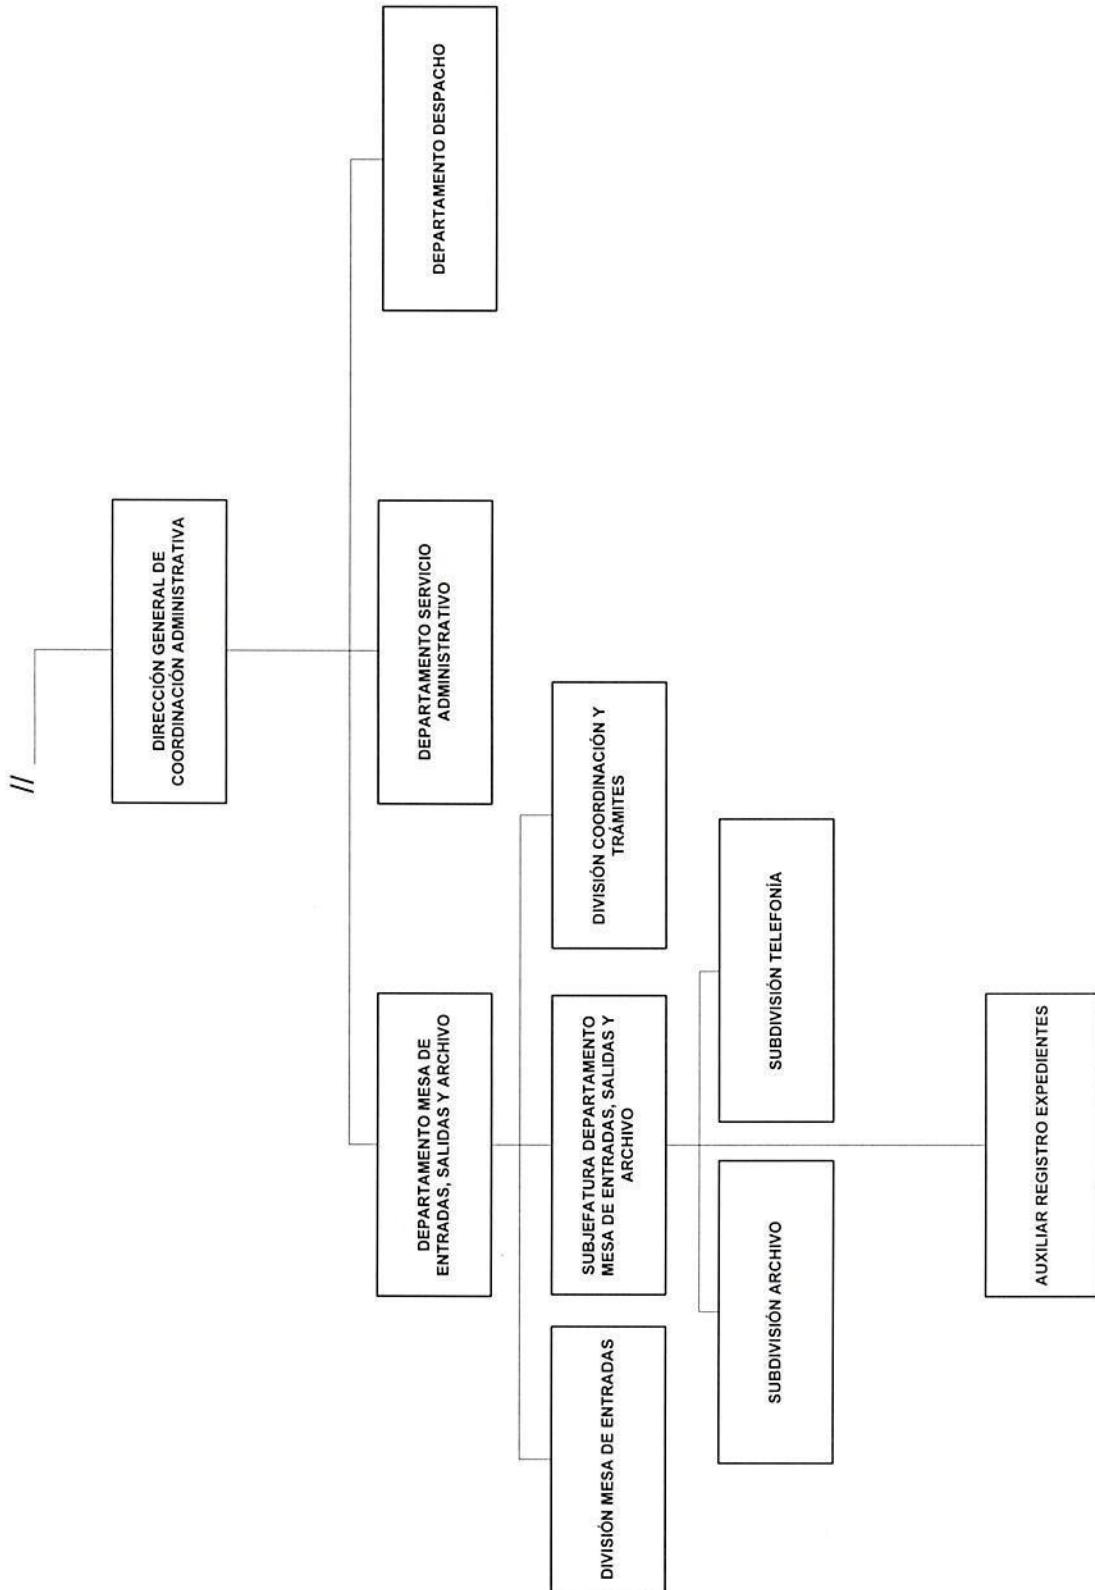 //
DIRECCIÓN GENERAL DE
COORDINACIÓN ADMINISTRATIVA
DEPARTAMENTO MESA DE
ENTRADAS, SALIDAS Y ARCHIVO
DEPARTAMENTO SERVICIO
ADMINISTRATIVO
DEPARTAMENTO DESPACHO
DIVISIÓN MESA DE ENTRADAS
SUBJEFATURA DEPARTAMENTO
MESA DE ENTRADAS, SALIDAS Y
ARCHIVO
DIVISIÓN COORDINACIÓN Y
TRÁMITES
SUBDIVISIÓN ARCHIVO
SUBDIVISIÓN TELEFONÍA
AUXILIAR REGISTRO EXPEDIENTES